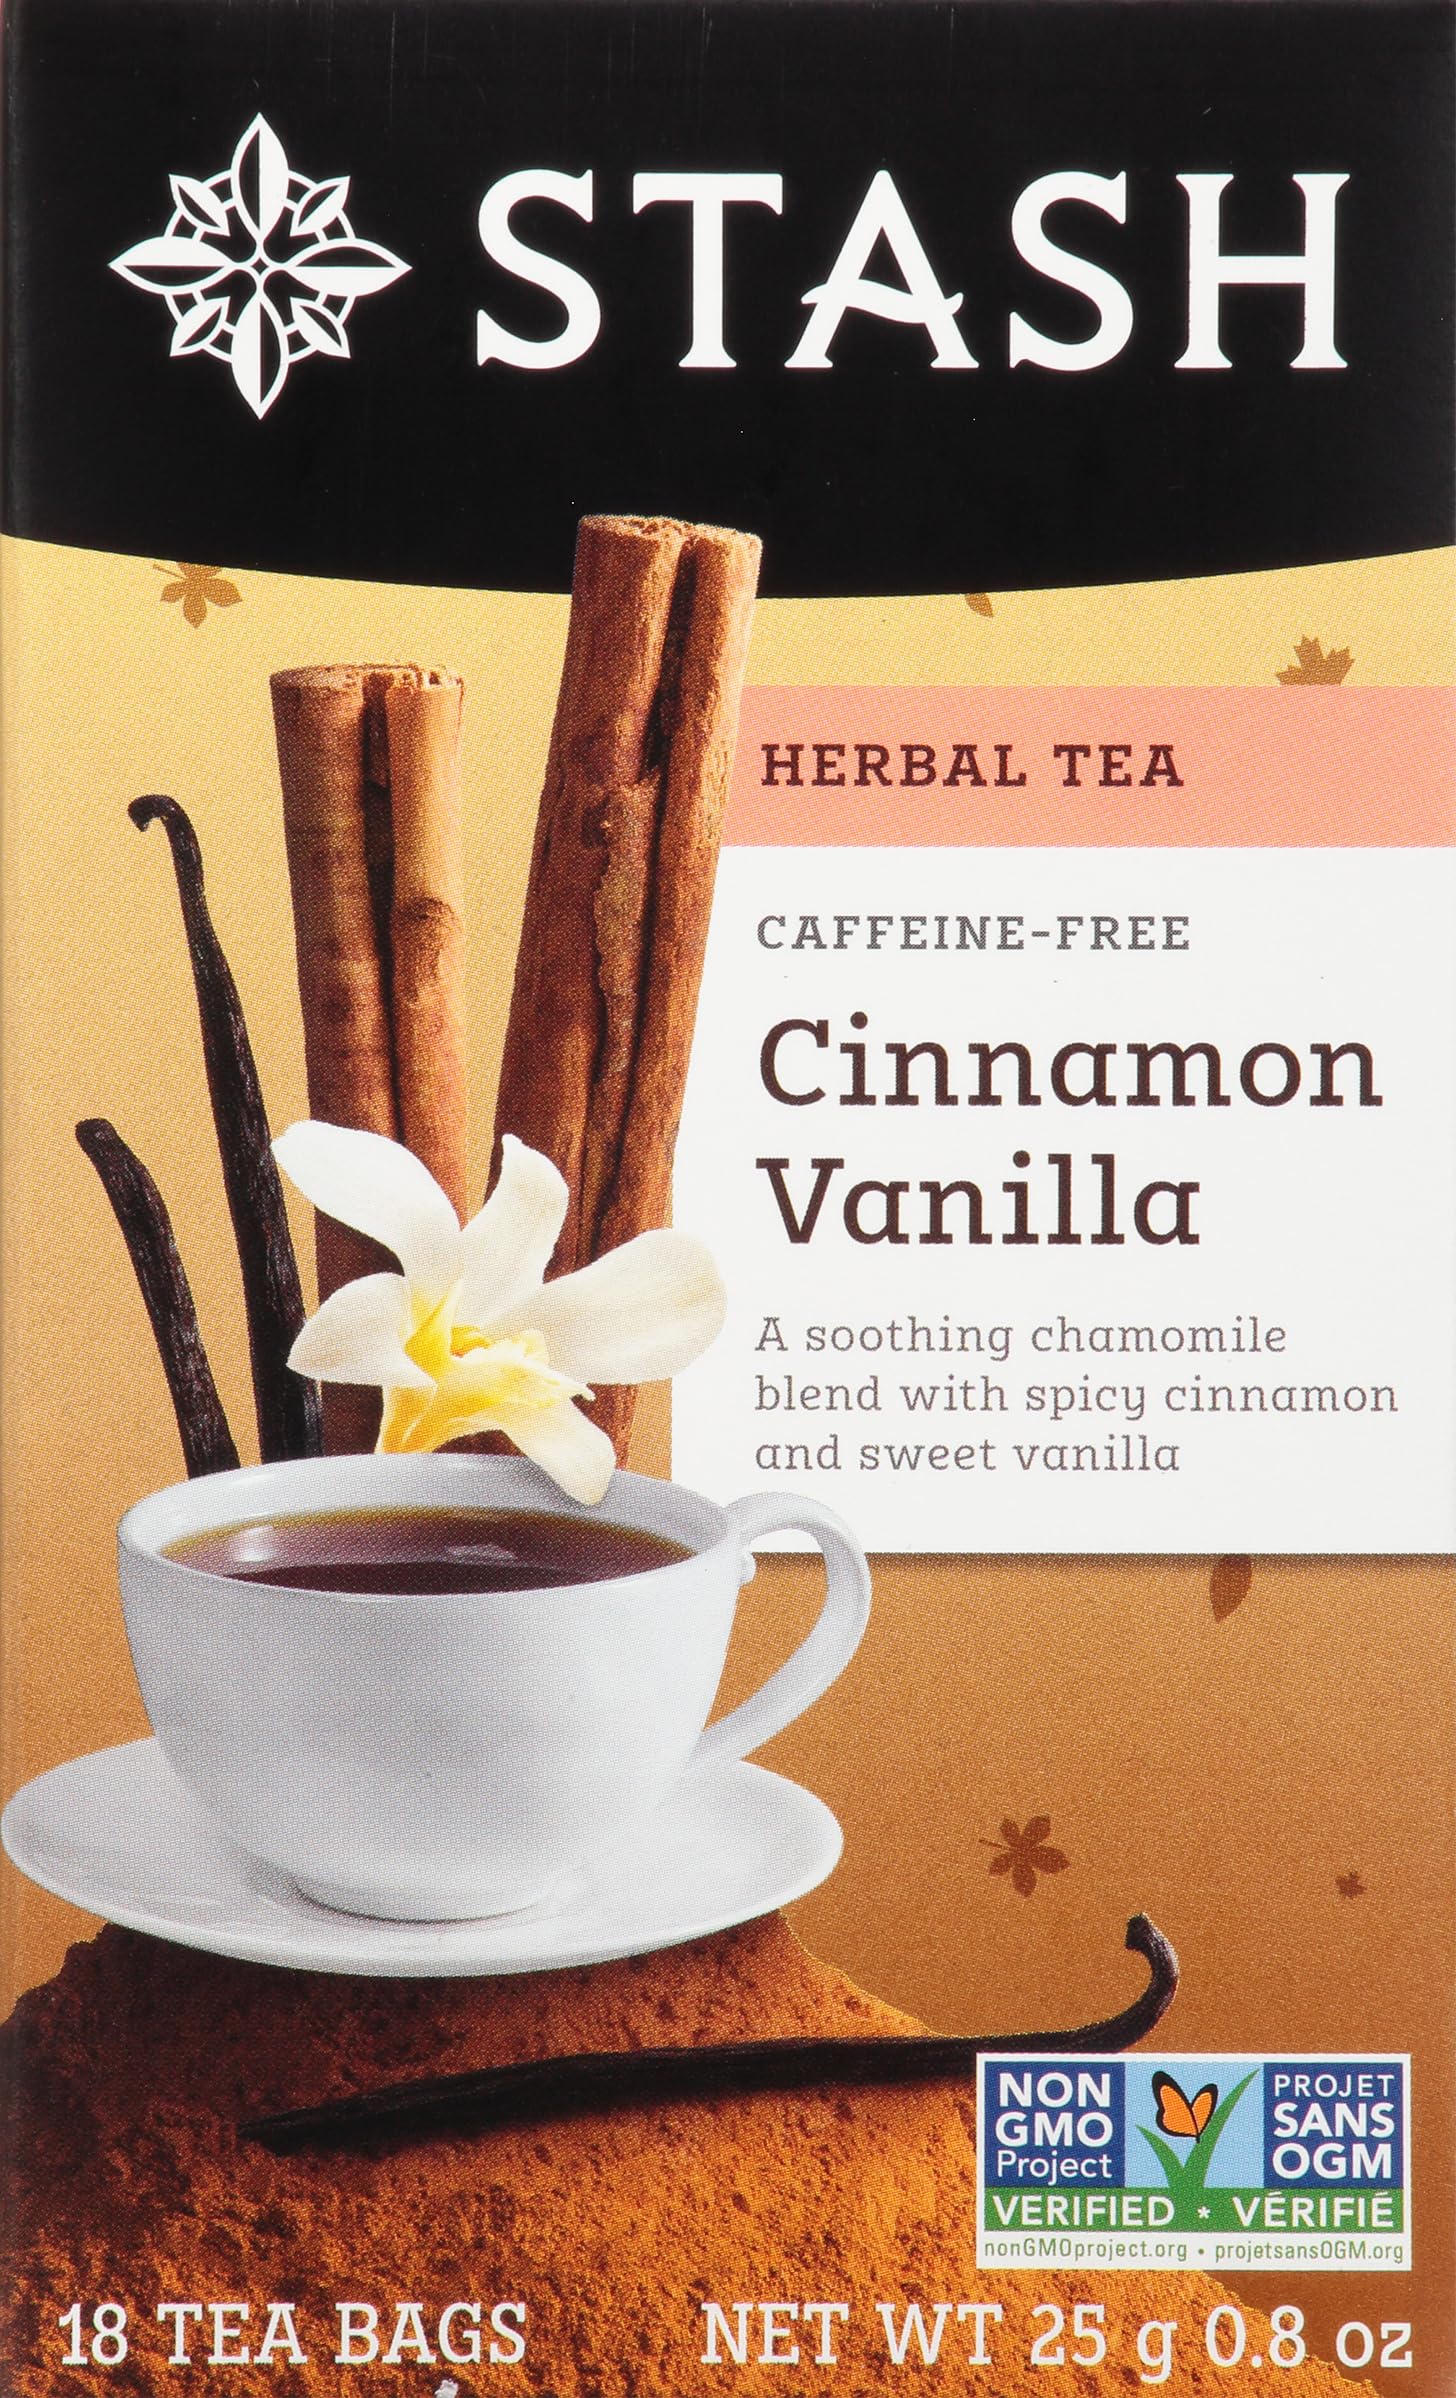 STASH
HERBAL TEA
CAFFEINE-FREE
Cinnamon
Vanilla
A soothing chamomile
blend with spicy cinnamon
and sweet vanilla
NON
GMO
Project
PROJET
SANS
OGM
VERIFIED * VÉRIFIÉ
nonGMOproject.org • projetsansOGM.org
18 TEA BAGS
NET WT 25 g 0.8 oz